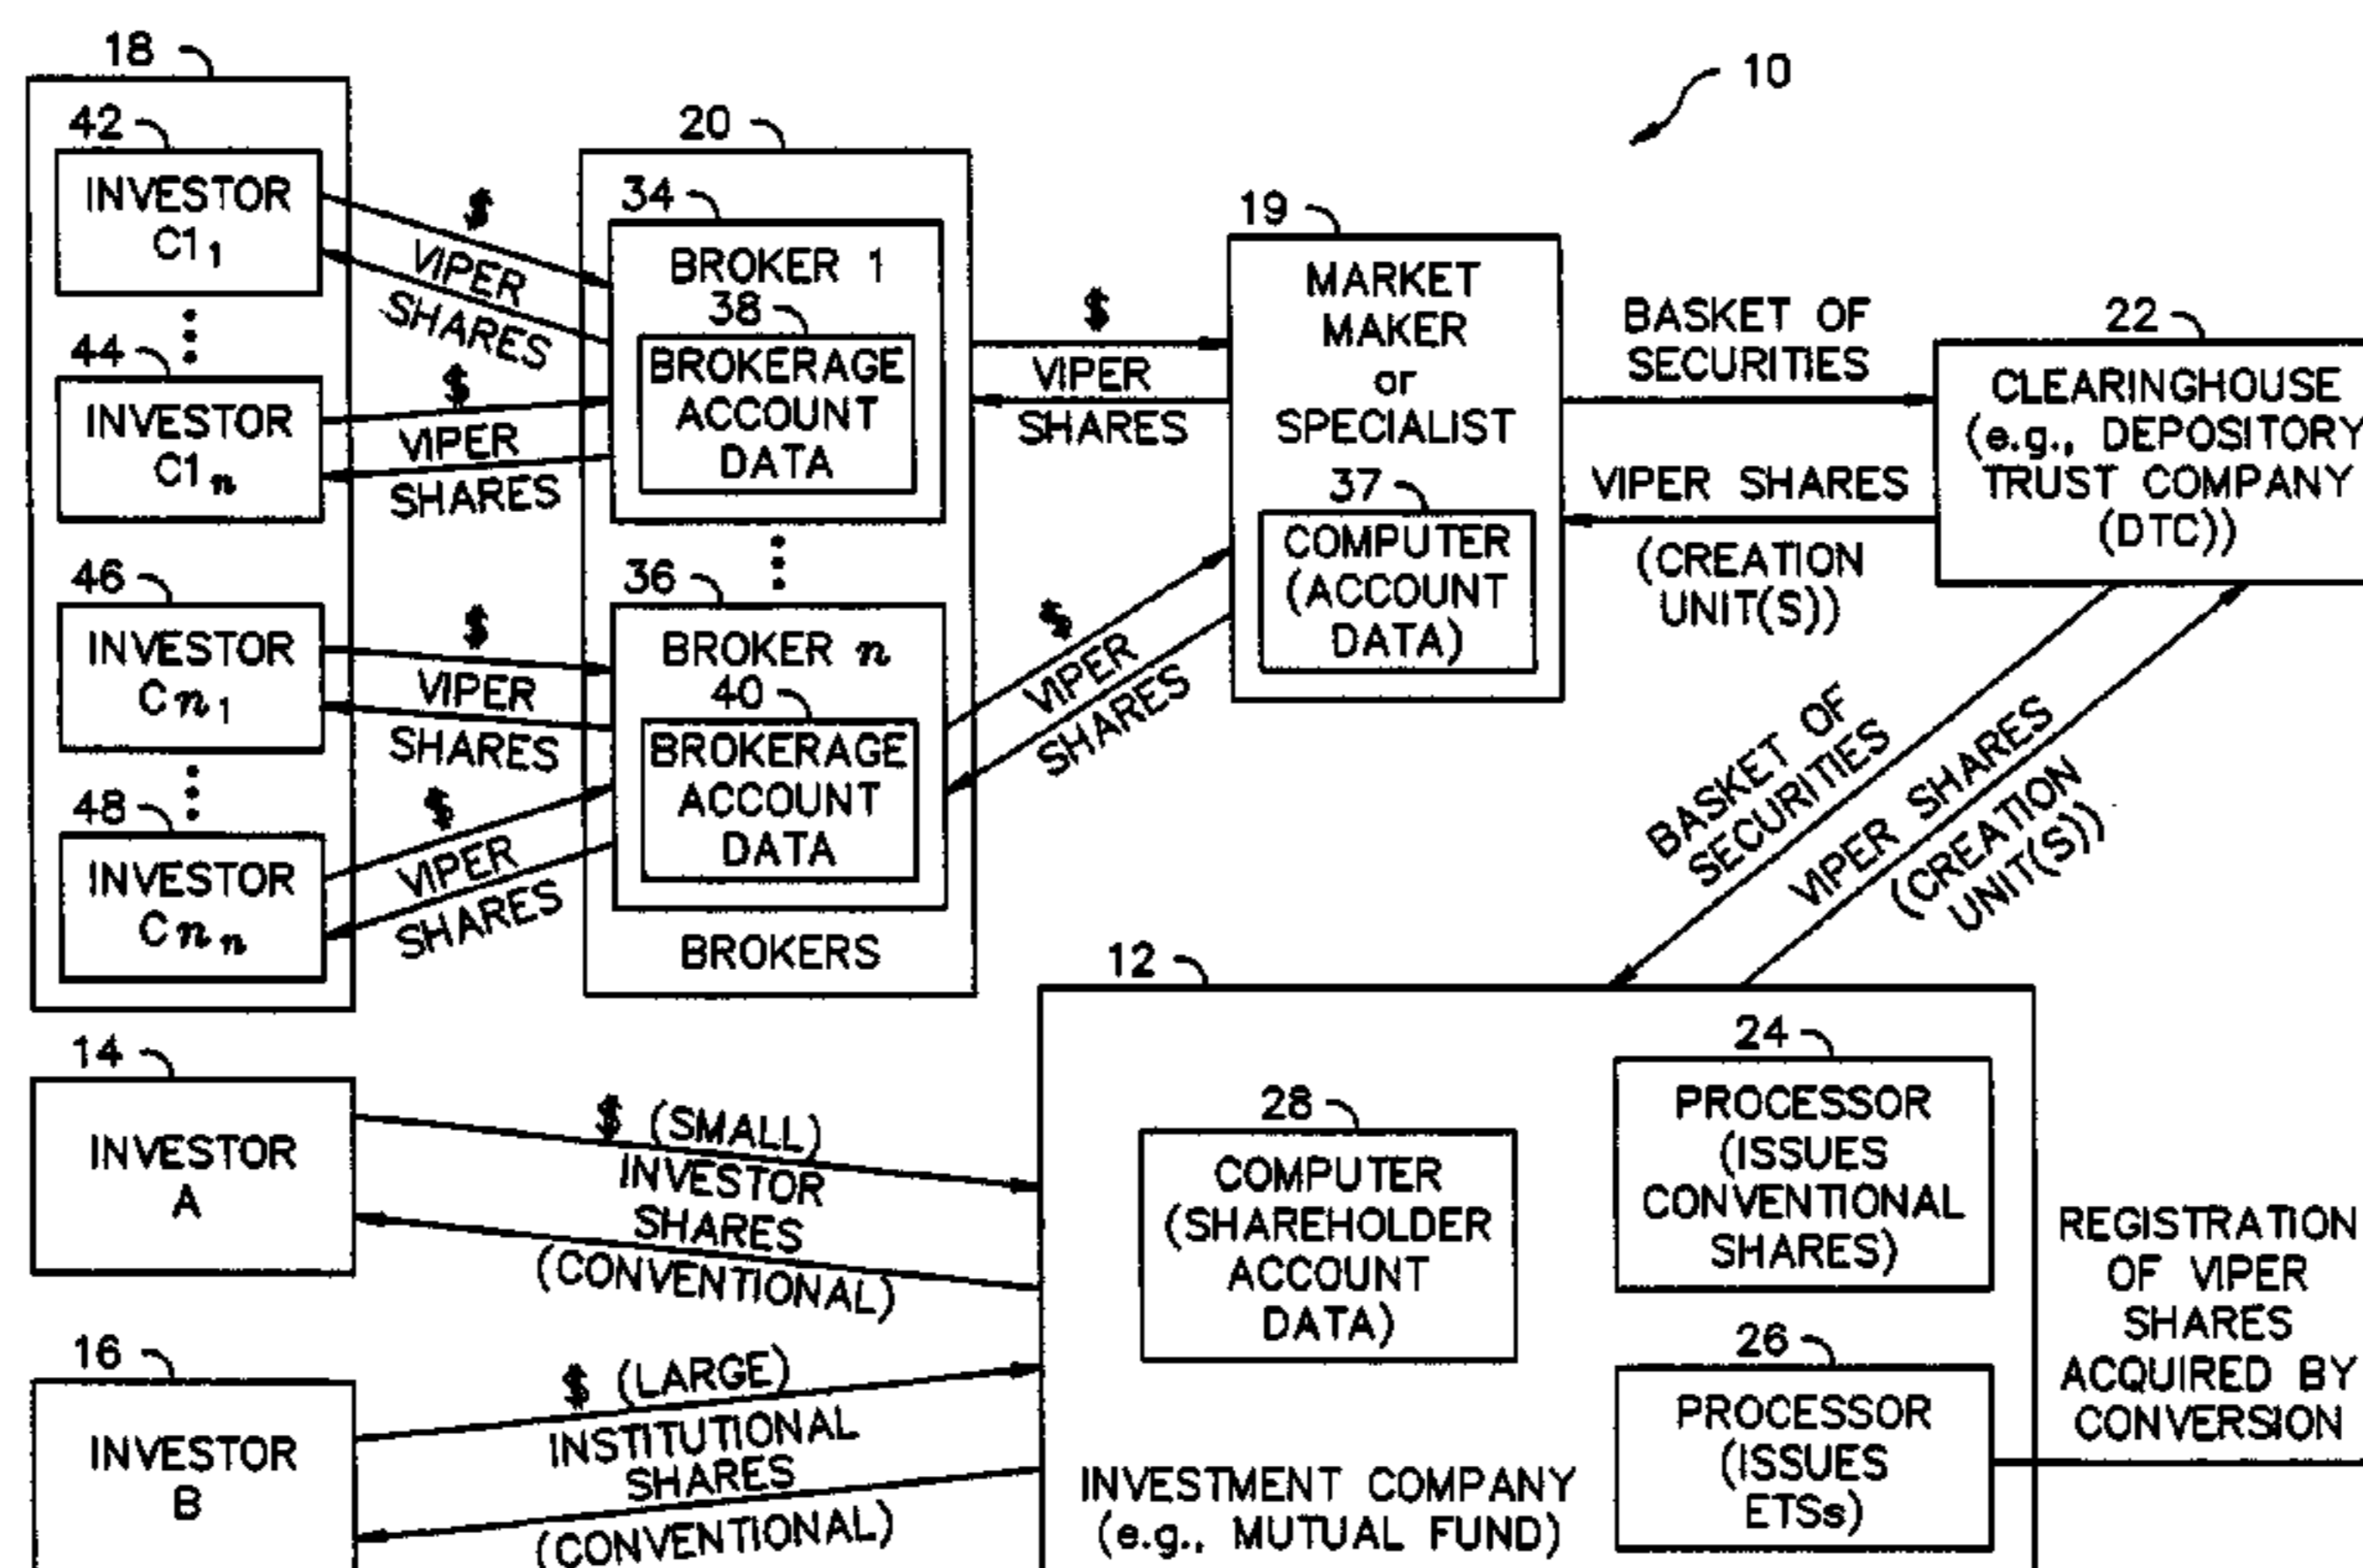 18
10
42
INVESTOR
C1₁
44
INVESTOR
C1ₙ
46
INVESTOR
Cn₁
48
INVESTOR
Cnₙ
$
VIPER
SHARES
$
VIPER
SHARES
$
VIPER
SHARES
$
VIPER
SHARES
20
34
BROKER 1
38
BROKERAGE
ACCOUNT
DATA
36
BROKER n
40
BROKERAGE
ACCOUNT
DATA
BROKERS
$
VIPER
SHARES
$
VIPER
SHARES
19
MARKET
MAKER
or
SPECIALIST
37
COMPUTER
(ACCOUNT
DATA)
BASKET OF
SECURITIES
VIPER SHARES
(CREATION
UNIT(S))
22
CLEARINGHOUSE
(e.g., DEPOSITORY
TRUST COMPANY
(DTC))
BASKET OF
SECURITIES
VIPER SHARES
(CREATION
UNIT(S))
14
INVESTOR
A
$ (SMALL)
INVESTOR
SHARES
(CONVENTIONAL)
16
INVESTOR
B
$ (LARGE)
INSTITUTIONAL
SHARES
(CONVENTIONAL)
12
28
COMPUTER
(SHAREHOLDER
ACCOUNT
DATA)
24
PROCESSOR
(ISSUES
CONVENTIONAL
SHARES)
26
PROCESSOR
(ISSUES
ETSs)
INVESTMENT COMPANY
(e.g., MUTUAL FUND)
REGISTRATION
OF VIPER
SHARES
ACQUIRED BY
CONVERSION